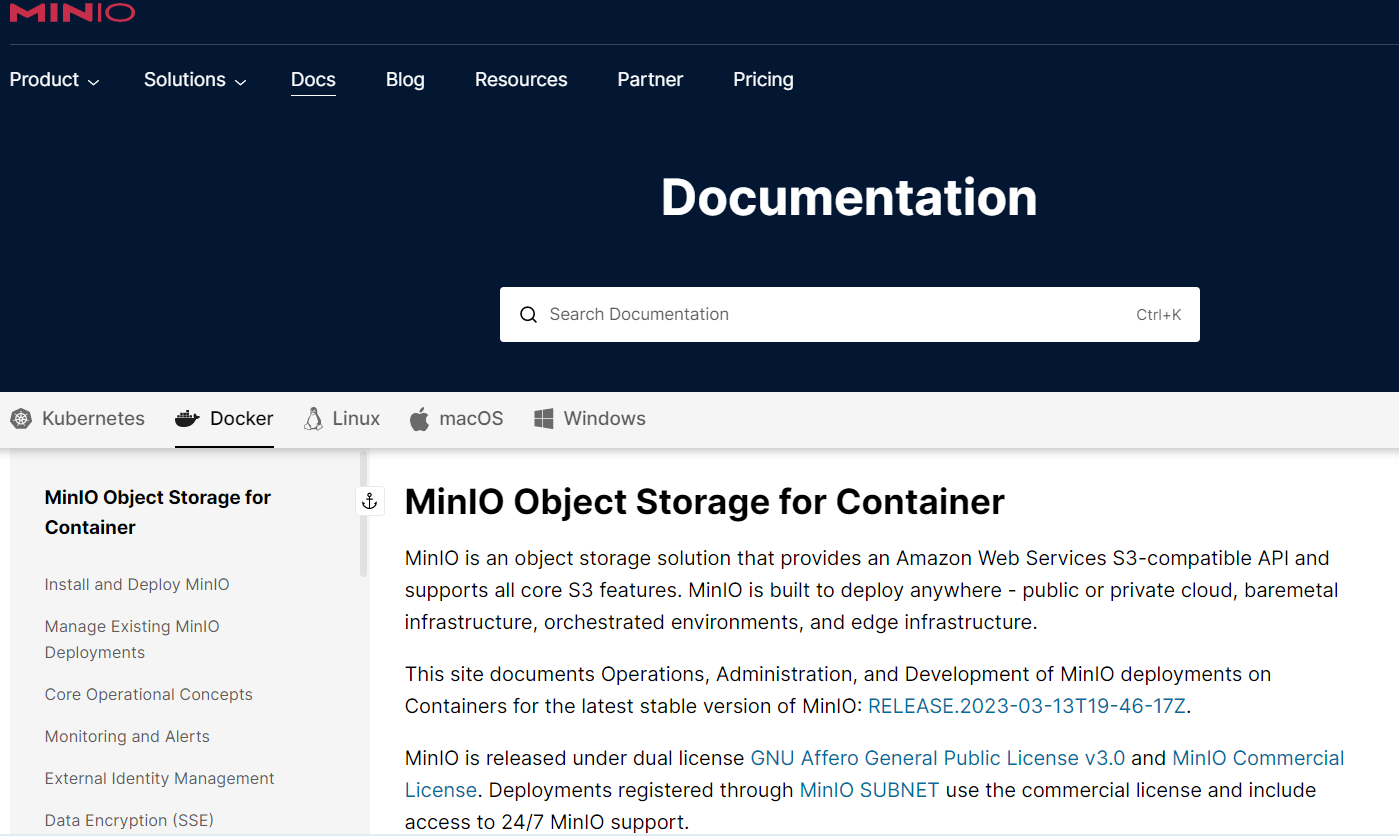 MINIO
Product
Solutions
Docs
Blog
Resources
Partner
Pricing
Documentation
Search Documentation
Ctrl+K
Kubernetes
Docker
Linux
macOS
Windows
MinIO Object Storage for
Container
Install and Deploy MinIO
Manage Existing MinIO
Deployments
Core Operational Concepts
Monitoring and Alerts
External Identity Management
Data Encryption (SSE)
MinIO Object Storage for Container
MinIO is an object storage solution that provides an Amazon Web Services S3-compatible API and
supports all core S3 features. MinIO is built to deploy anywhere - public or private cloud, baremetal
infrastructure, orchestrated environments, and edge infrastructure.
This site documents Operations, Administration, and Development of MinIO deployments on
Containers for the latest stable version of MinIO: RELEASE.2023-03-13T19-46-17Z.
MinIO is released under dual license GNU Affero General Public License v3.0 and MinIO Commercial
License. Deployments registered through MinIO SUBNET use the commercial license and include
access to 24/7 MinIO support.